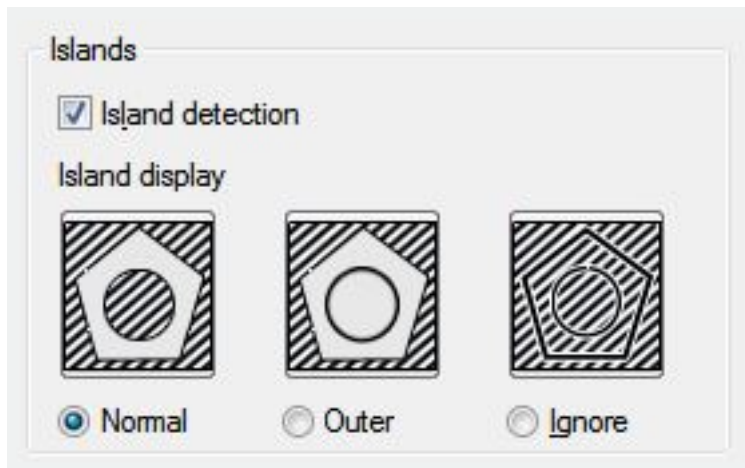 Islands
Island detection
Island display
Normal
Outer
Ignore